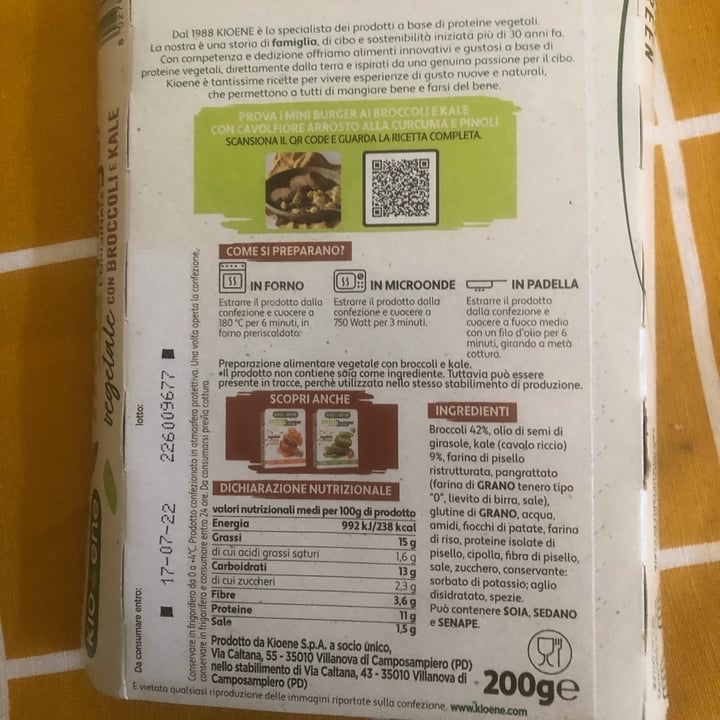 Dal 1988 KIOENE è lo specialista dei prodotti a base di proteine vegetali.
La nostra è una storia di famiglia, di cibo e sostenibilità iniziata più di 30 anni fa.
Con competenza e dedizione offriamo alimenti innovativi e gustosi a base di
proteine vegetali, direttamente dalla terra e ispirati da una genuina passione per il cibo.
Kioene è tantissime ricette per vivere esperienze di gusto nuove e naturali,
che permettono a tutti di mangiare bene e farsi del bene.
PROVA I MINI BURGER AI BROCCOLI E KALE
CON CAVOLFIORE ARROSTO ALLA CURCUMA E PINOLI
SCANSIONA IL QR CODE E GUARDA LA RICETTA COMPLETA.
COME SI PREPARANO?
IN FORNO
Estrarre il prodotto dalla
confezione e cuocere a
180 °C per 6 minuti, in
forno preriscaldato.
IN MICROONDE
Estrarre il prodotto dalla
confezione e cuocere a
750 Watt per 3 minuti.
IN PADELLA
Estrarre il prodotto
dalla confezione e
cuocere a fuoco medio
con un filo d'olio per 6
minuti, girando a metà
cottura.
Preparazione alimentare vegetale con broccoli e kale.
•Il prodotto non contiene soia come ingrediente. Tuttavia può essere
presente in tracce, perchè utilizzata nello stesso stabilimento di produzione.
SCOPRI ANCHE
DICHIARAZIONE NUTRIZIONALE
valori nutrizionali medi per 100g di prodotto
Energia 992 kJ/238 kcal
Grassi 15 g
di cui acidi grassi saturi 1,6 g
Carboidrati 13 g
di cui zuccheri 2,3 g
Fibre 3,6 g
Proteine 11 g
Sale 1,5 g
INGREDIENTI
Broccoli 42%, olio di semi di
girasole, kale (cavolo riccio)
9%, farina di pisello
ristrutturata, pangrattato
(farina di GRANO tenero tipo
"0", lievito di birra, sale),
glutine di GRANO, acqua,
amidi, fiocchi di patate, farina
di riso, proteine isolate di
pisello, cipolla, fibra di pisello,
sale, zucchero, conservante:
sorbato di potassio; aglio
disidratato, spezie.
Può contenere SOIA, SEDANO
e SENAPE.
Prodotto da Kioene S.p.A. a socio unico,
Via Caltana, 55 - 35010 Villanova di Camposampiero (PD)
nello stabilimento di Via Caltana, 43 - 35010 Villanova di
Camposampiero (PD)
200g e
È vietata qualsiasi riproduzione delle immagini riportate sulla confezione. www.kioene.com
Conservare in frigorifero da 0 a +4°C. Prodotto confezionato in atmosfera protettiva. Una volta aperta la confezione,
conservare in frigorifero e consumare entro 24 ore. Da consumarsi previa cottura.
Da consumare entro: lotto:
17-07-22 226009677
vegetale CON BROCCOLI E KALE
kioene
REEN